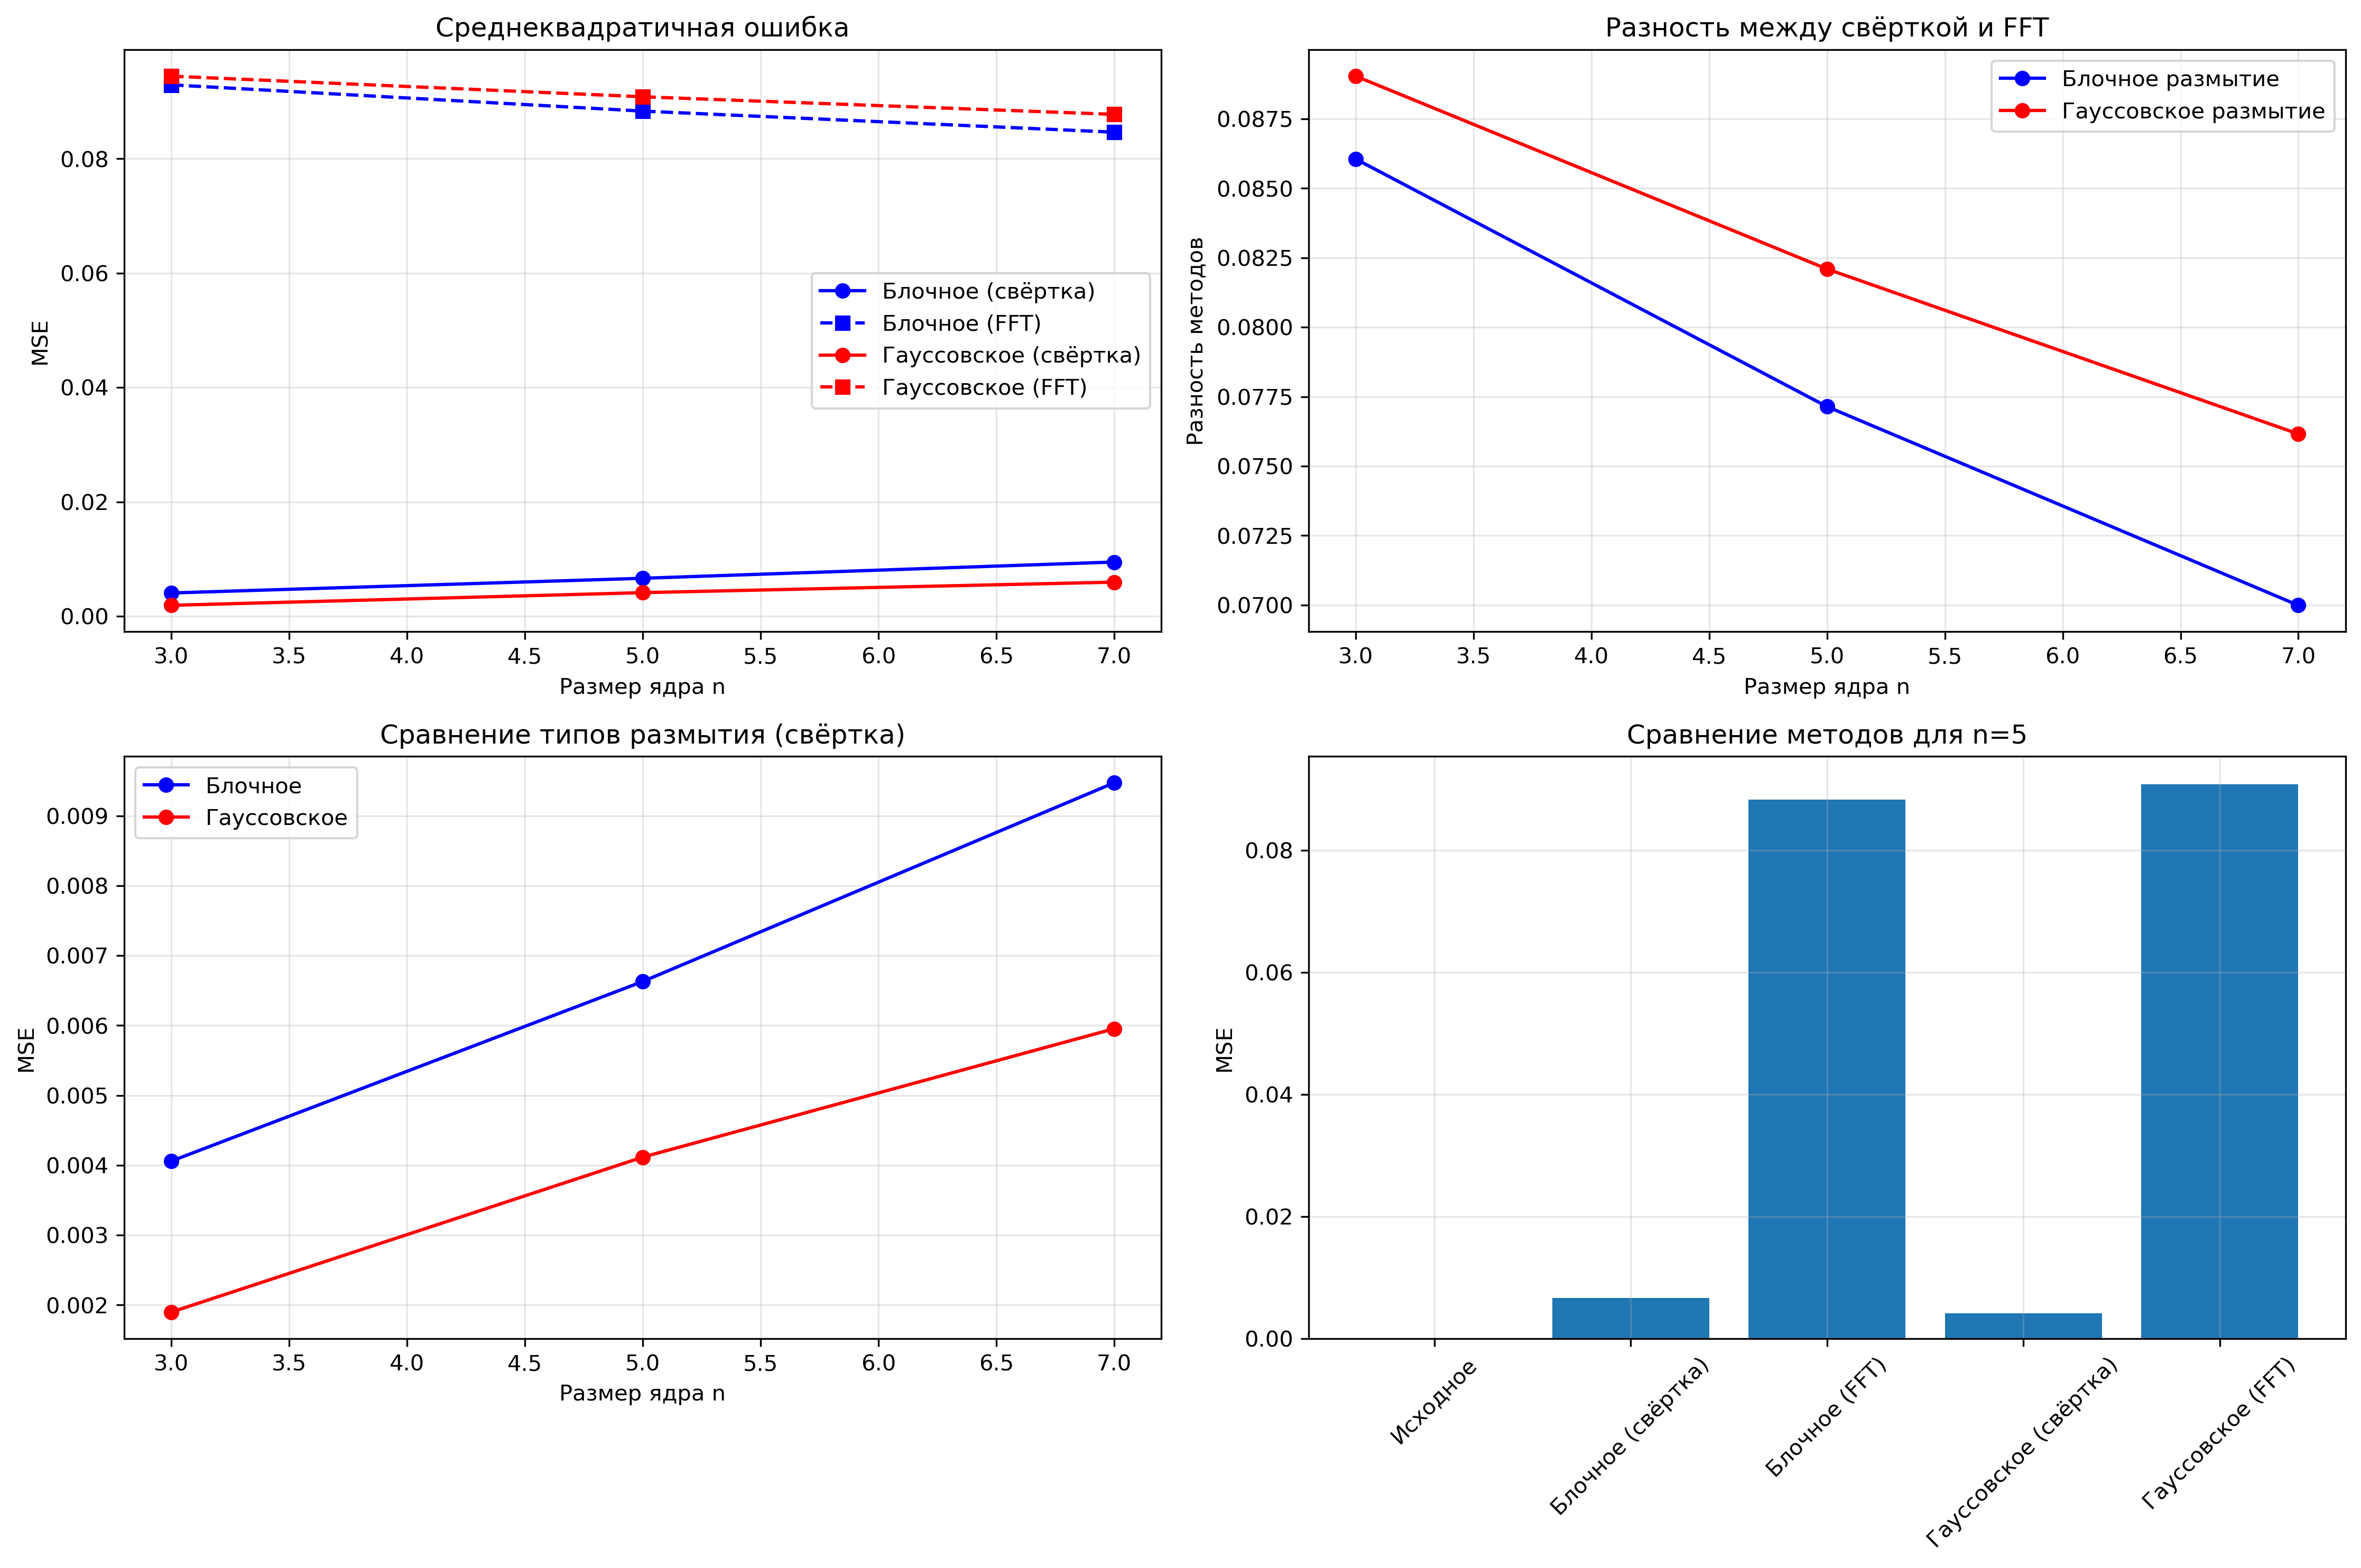 Среднеквадратичная ошибка
MSE
0.08
0.06
0.04
0.02
0.00
Блочное (свёртка)
Блочное (FFT)
Гауссовское (свёртка)
Гауссовское (FFT)
3.0 3.5 4.0 4.5 5.0 5.5 6.0 6.5 7.0
Размер ядра n
Разность между свёрткой и FFT
Разность методов
0.0875
0.0850
0.0825
0.0800
0.0775
0.0750
0.0725
0.0700
Блочное размытие
Гауссовское размытие
3.0 3.5 4.0 4.5 5.0 5.5 6.0 6.5 7.0
Размер ядра n
Сравнение типов размытия (свёртка)
MSE
0.009
0.008
0.007
0.006
0.005
0.004
0.003
0.002
Блочное
Гауссовское
3.0 3.5 4.0 4.5 5.0 5.5 6.0 6.5 7.0
Размер ядра n
Сравнение методов для n=5
MSE
0.08
0.06
0.04
0.02
0.00
Исходное
Блочное (свёртка)
Блочное (FFT)
Гауссовское (свёртка)
Гауссовское (FFT)